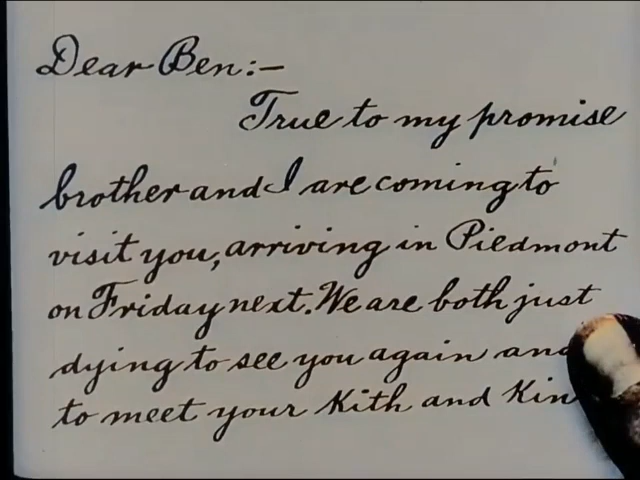 Dear Ben:—
True to my promise
brother and I are coming to
visit you, arriving in Piedmont
on Friday next. We are both just
dying to see you again and
to meet your Kith and Kin